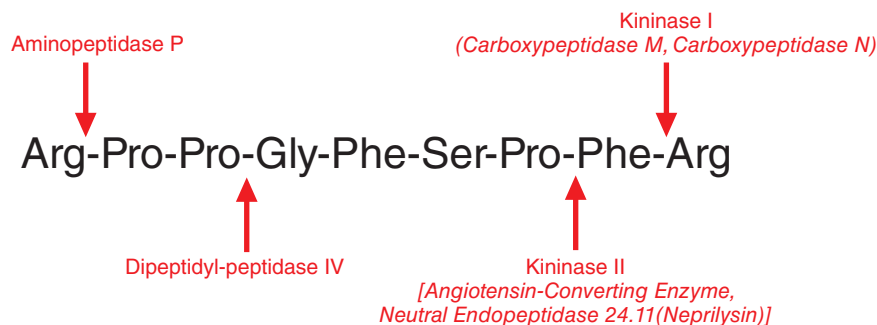 Aminopeptidase P
Kininase I
(Carboxypeptidase M, Carboxypeptidase N)
Arg-Pro-Pro-Gly-Phe-Ser-Pro-Phe-Arg
Dipeptidyl-peptidase IV
Kininase II
[Angiotensin-Converting Enzyme,
Neutral Endopeptidase 24.11(Neprilysin)]